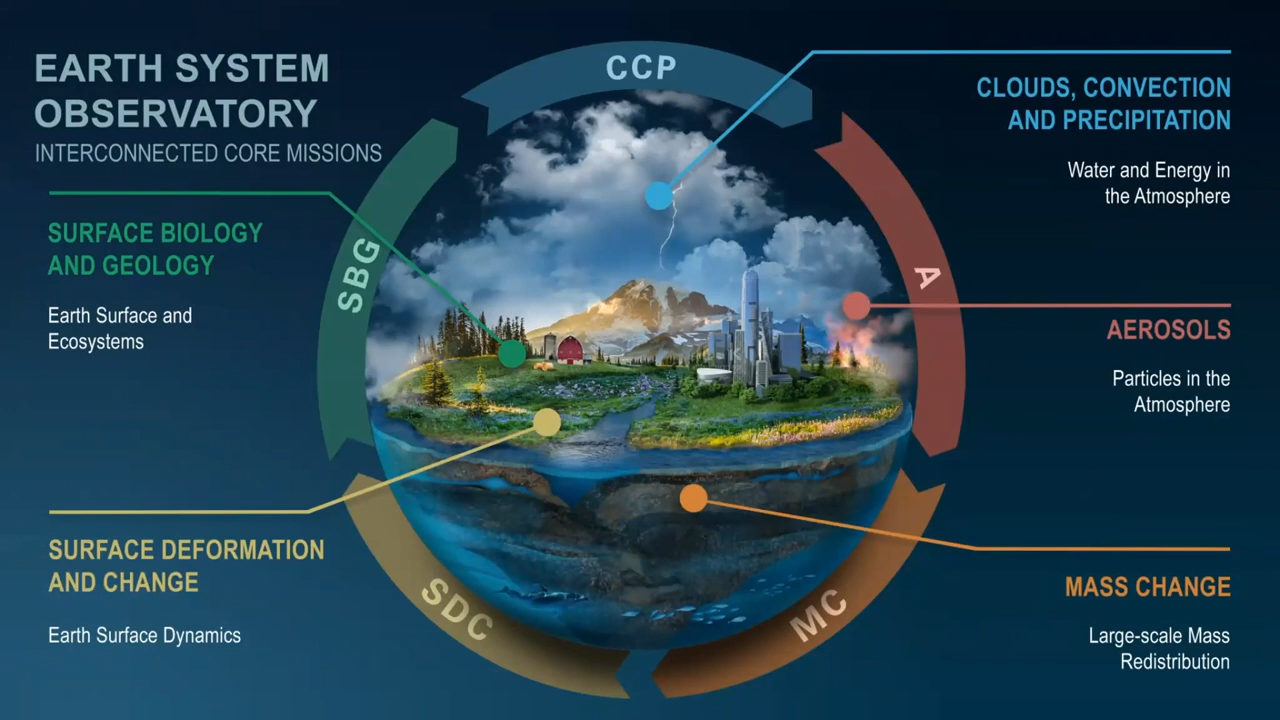 EARTH SYSTEM
OBSERVATORY
INTERCONNECTED CORE MISSIONS
CCP
CLOUDS, CONVECTION
AND PRECIPITATION
Water and Energy in
the Atmosphere
SURFACE BIOLOGY
AND GEOLOGY
Earth Surface and
Ecosystems
SBG
A
AEROSOLS
Particles in the
Atmosphere
SURFACE DEFORMATION
AND CHANGE
Earth Surface Dynamics
SDC
MC
MASS CHANGE
Large-scale Mass
Redistribution